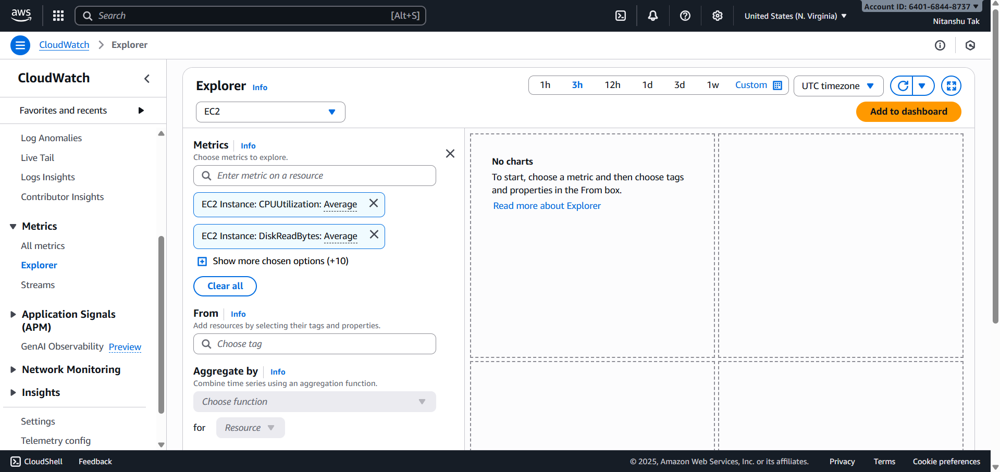 aws
Search
[Alt+S]
United States (N. Virginia)
Account ID: 6401-6844-8737
Nitanshu Tak
CloudWatch
Explorer
CloudWatch
Favorites and recents
Log Anomalies
Live Tail
Logs Insights
Contributor Insights
Metrics
All metrics
Explorer
Streams
Application Signals
(APM)
GenAI Observability Preview
Network Monitoring
Insights
Settings
Telemetry config
Explorer Info
1h 3h 12h 1d 3d 1w Custom
UTC timezone
EC2
Add to dashboard
Metrics Info
Choose metrics to explore.
Enter metric on a resource
EC2 Instance: CPUUtilization: Average
EC2 Instance: DiskReadBytes: Average
Show more chosen options (+10)
Clear all
From Info
Add resources by selecting their tags and properties.
Choose tag
Aggregate by Info
Combine time series using an aggregation function.
Choose function
for Resource
No charts
To start, choose a metric and then choose tags
and properties in the From box.
Read more about Explorer
CloudShell Feedback
© 2025, Amazon Web Services, Inc. or its affiliates. Privacy Terms Cookie preferences